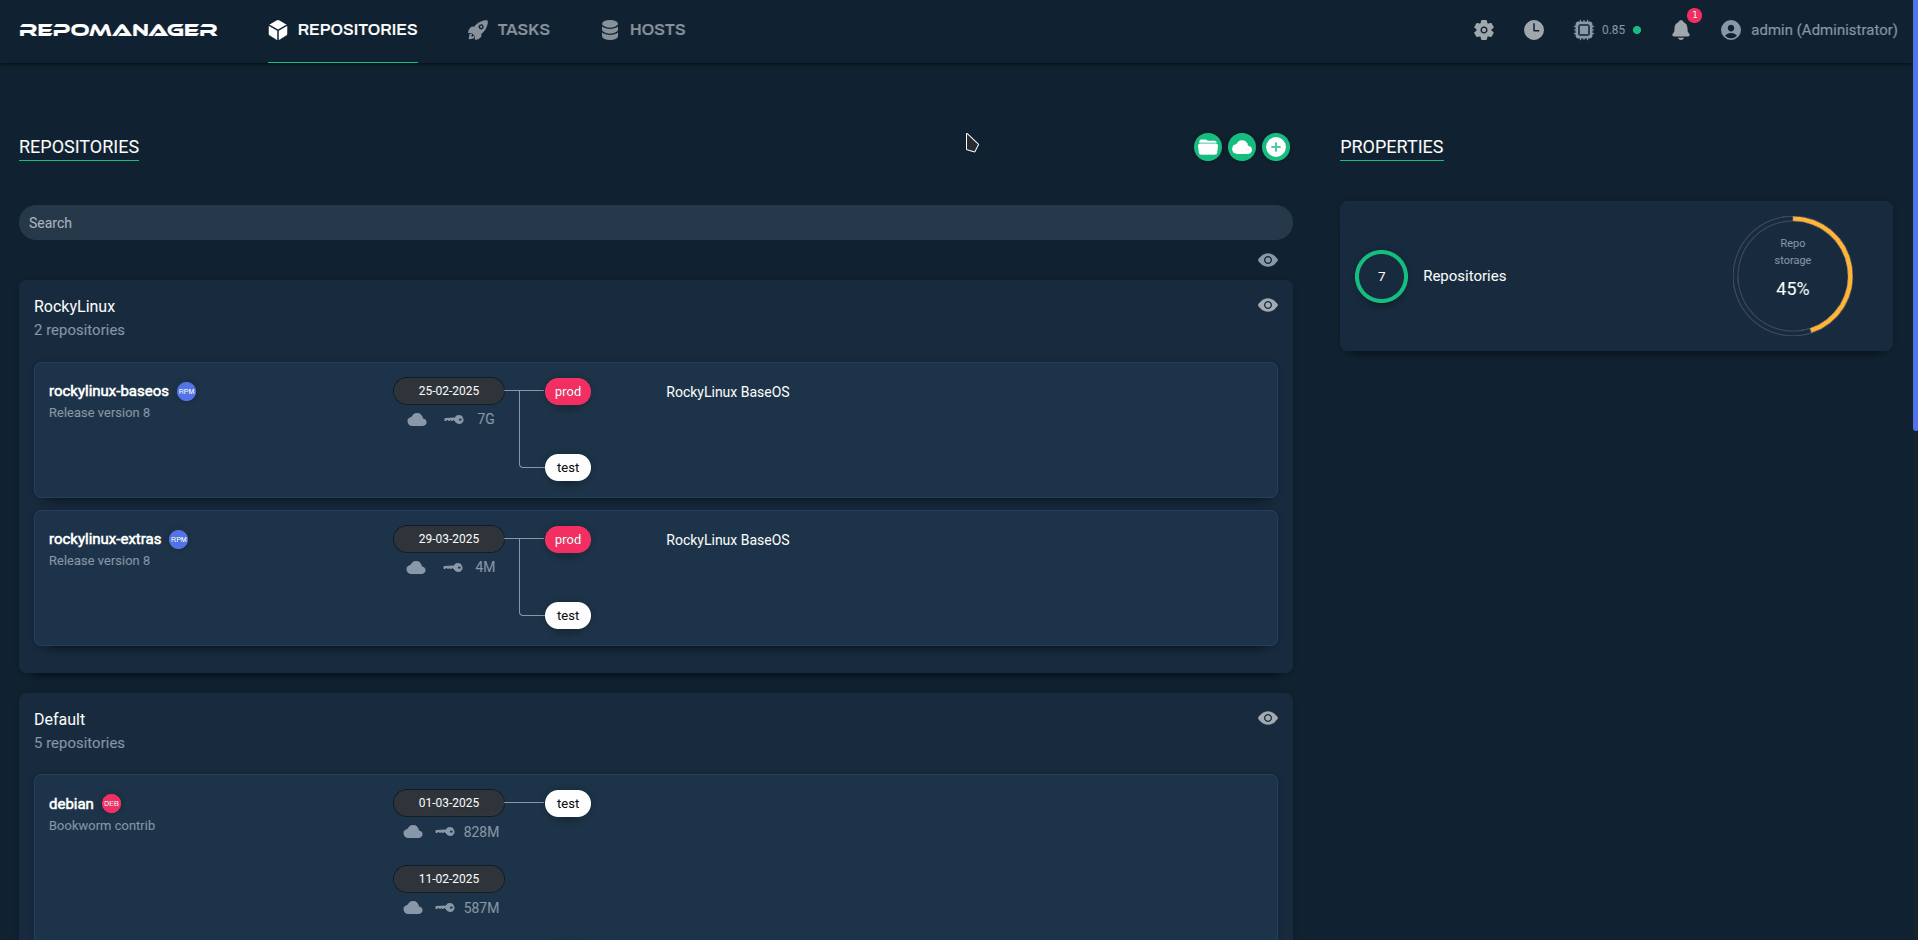 REPOMANAGER
REPOSITORIES
TASKS
HOSTS
0.85
1
admin (Administrator)
REPOSITORIES
Search
RockyLinux
2 repositories
rockylinux-baseos RPM
Release version 8
25-02-2025
7G
prod
test
RockyLinux BaseOS
rockylinux-extras RPM
Release version 8
29-03-2025
4M
prod
test
RockyLinux BaseOS
Default
5 repositories
debian DEB
Bookworm contrib
01-03-2025
828M
test
11-02-2025
587M
PROPERTIES
7
Repositories
Repo
storage
45%